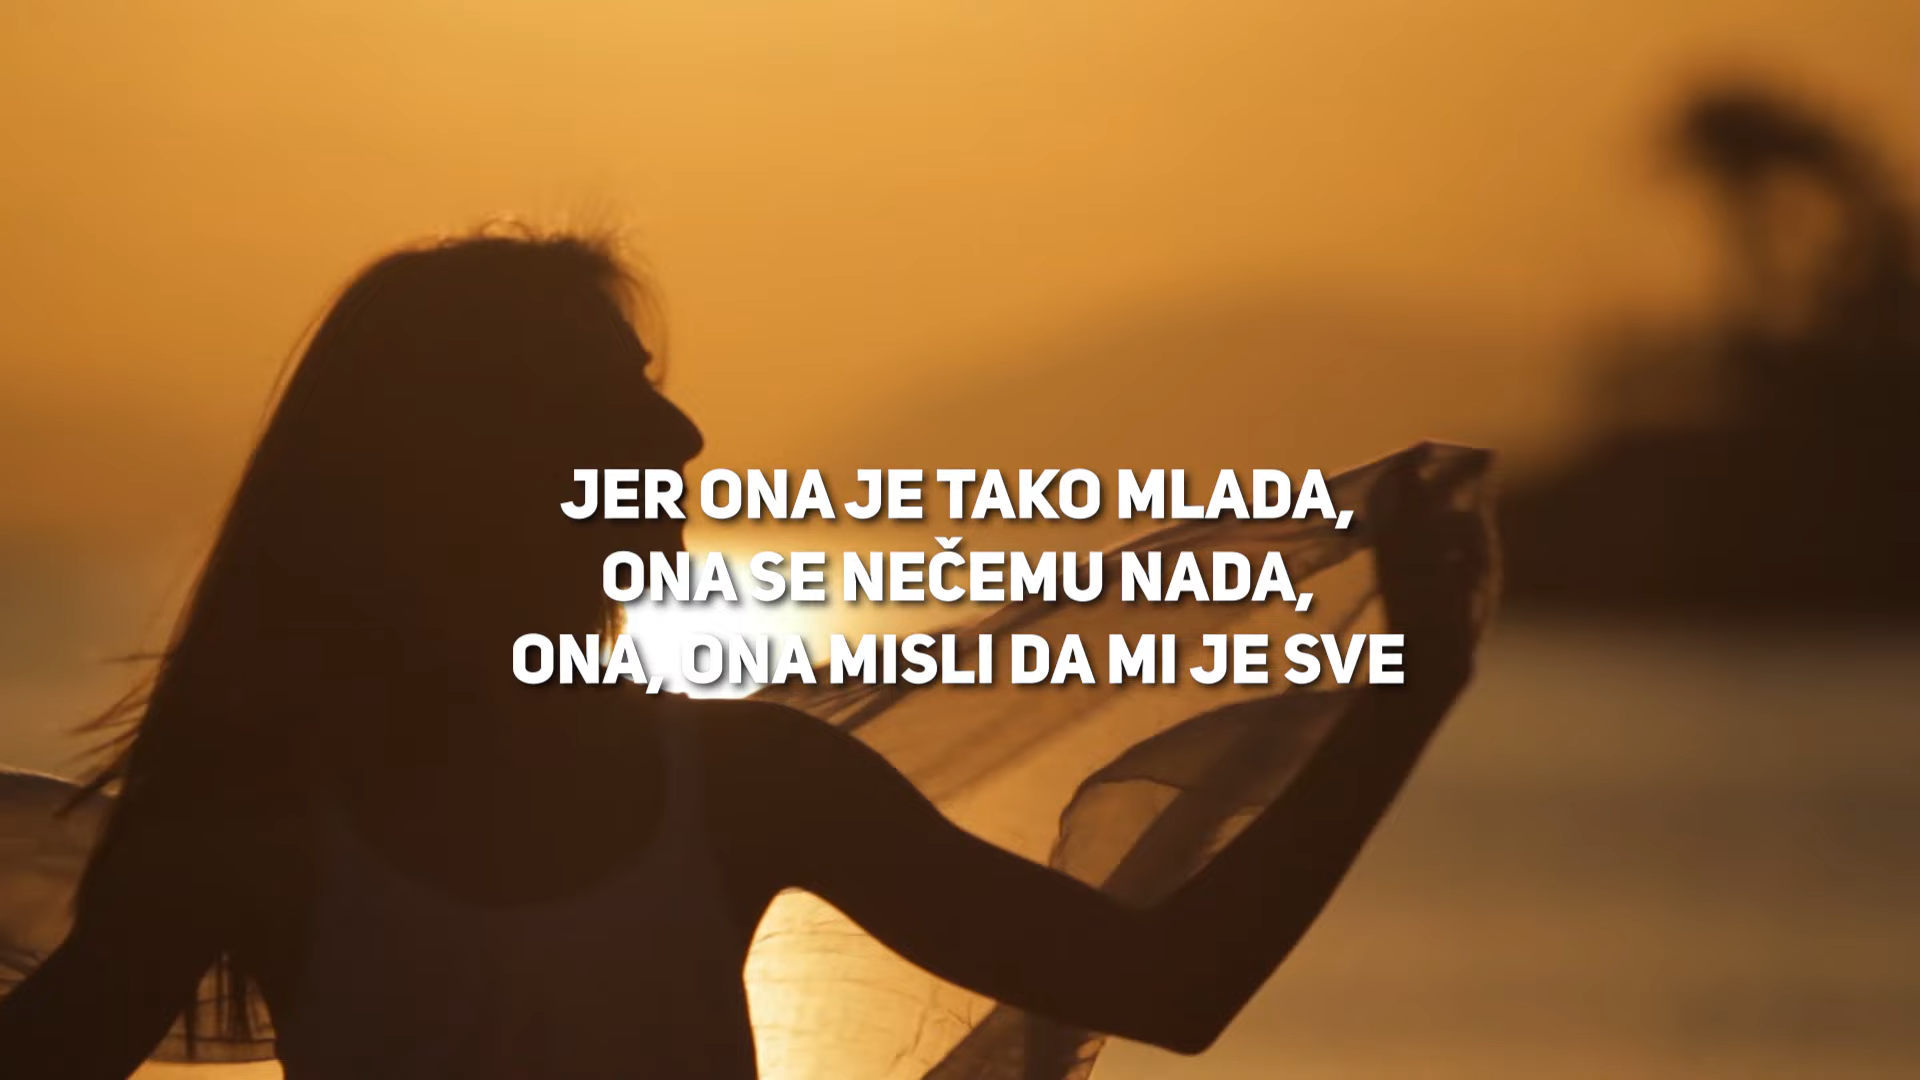 JER ONA JE TAKO MLADA,
ONA SE NEČEMU NADA,
ONA, ONA MISLI DA MI JE SVE